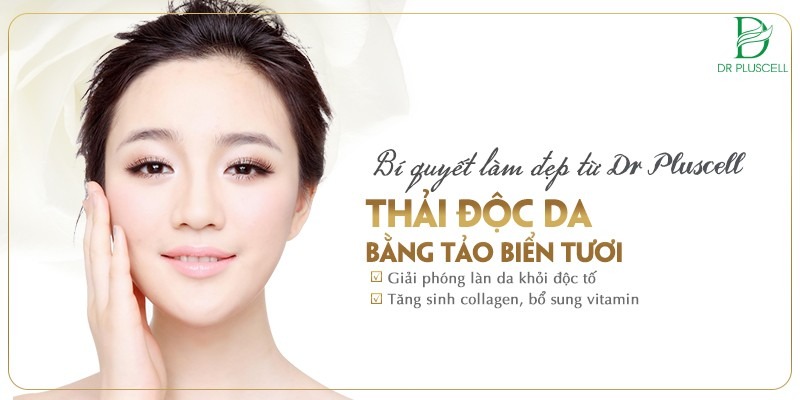 DR PLUSCELL
Bí quyết làm đẹp từ Dr Pluscell
THẢI ĐỘC DA
BẰNG TẢO BIỂN TƯƠI
Giải phóng làn da khỏi độc tố
Tăng sinh collagen, bổ sung vitamin